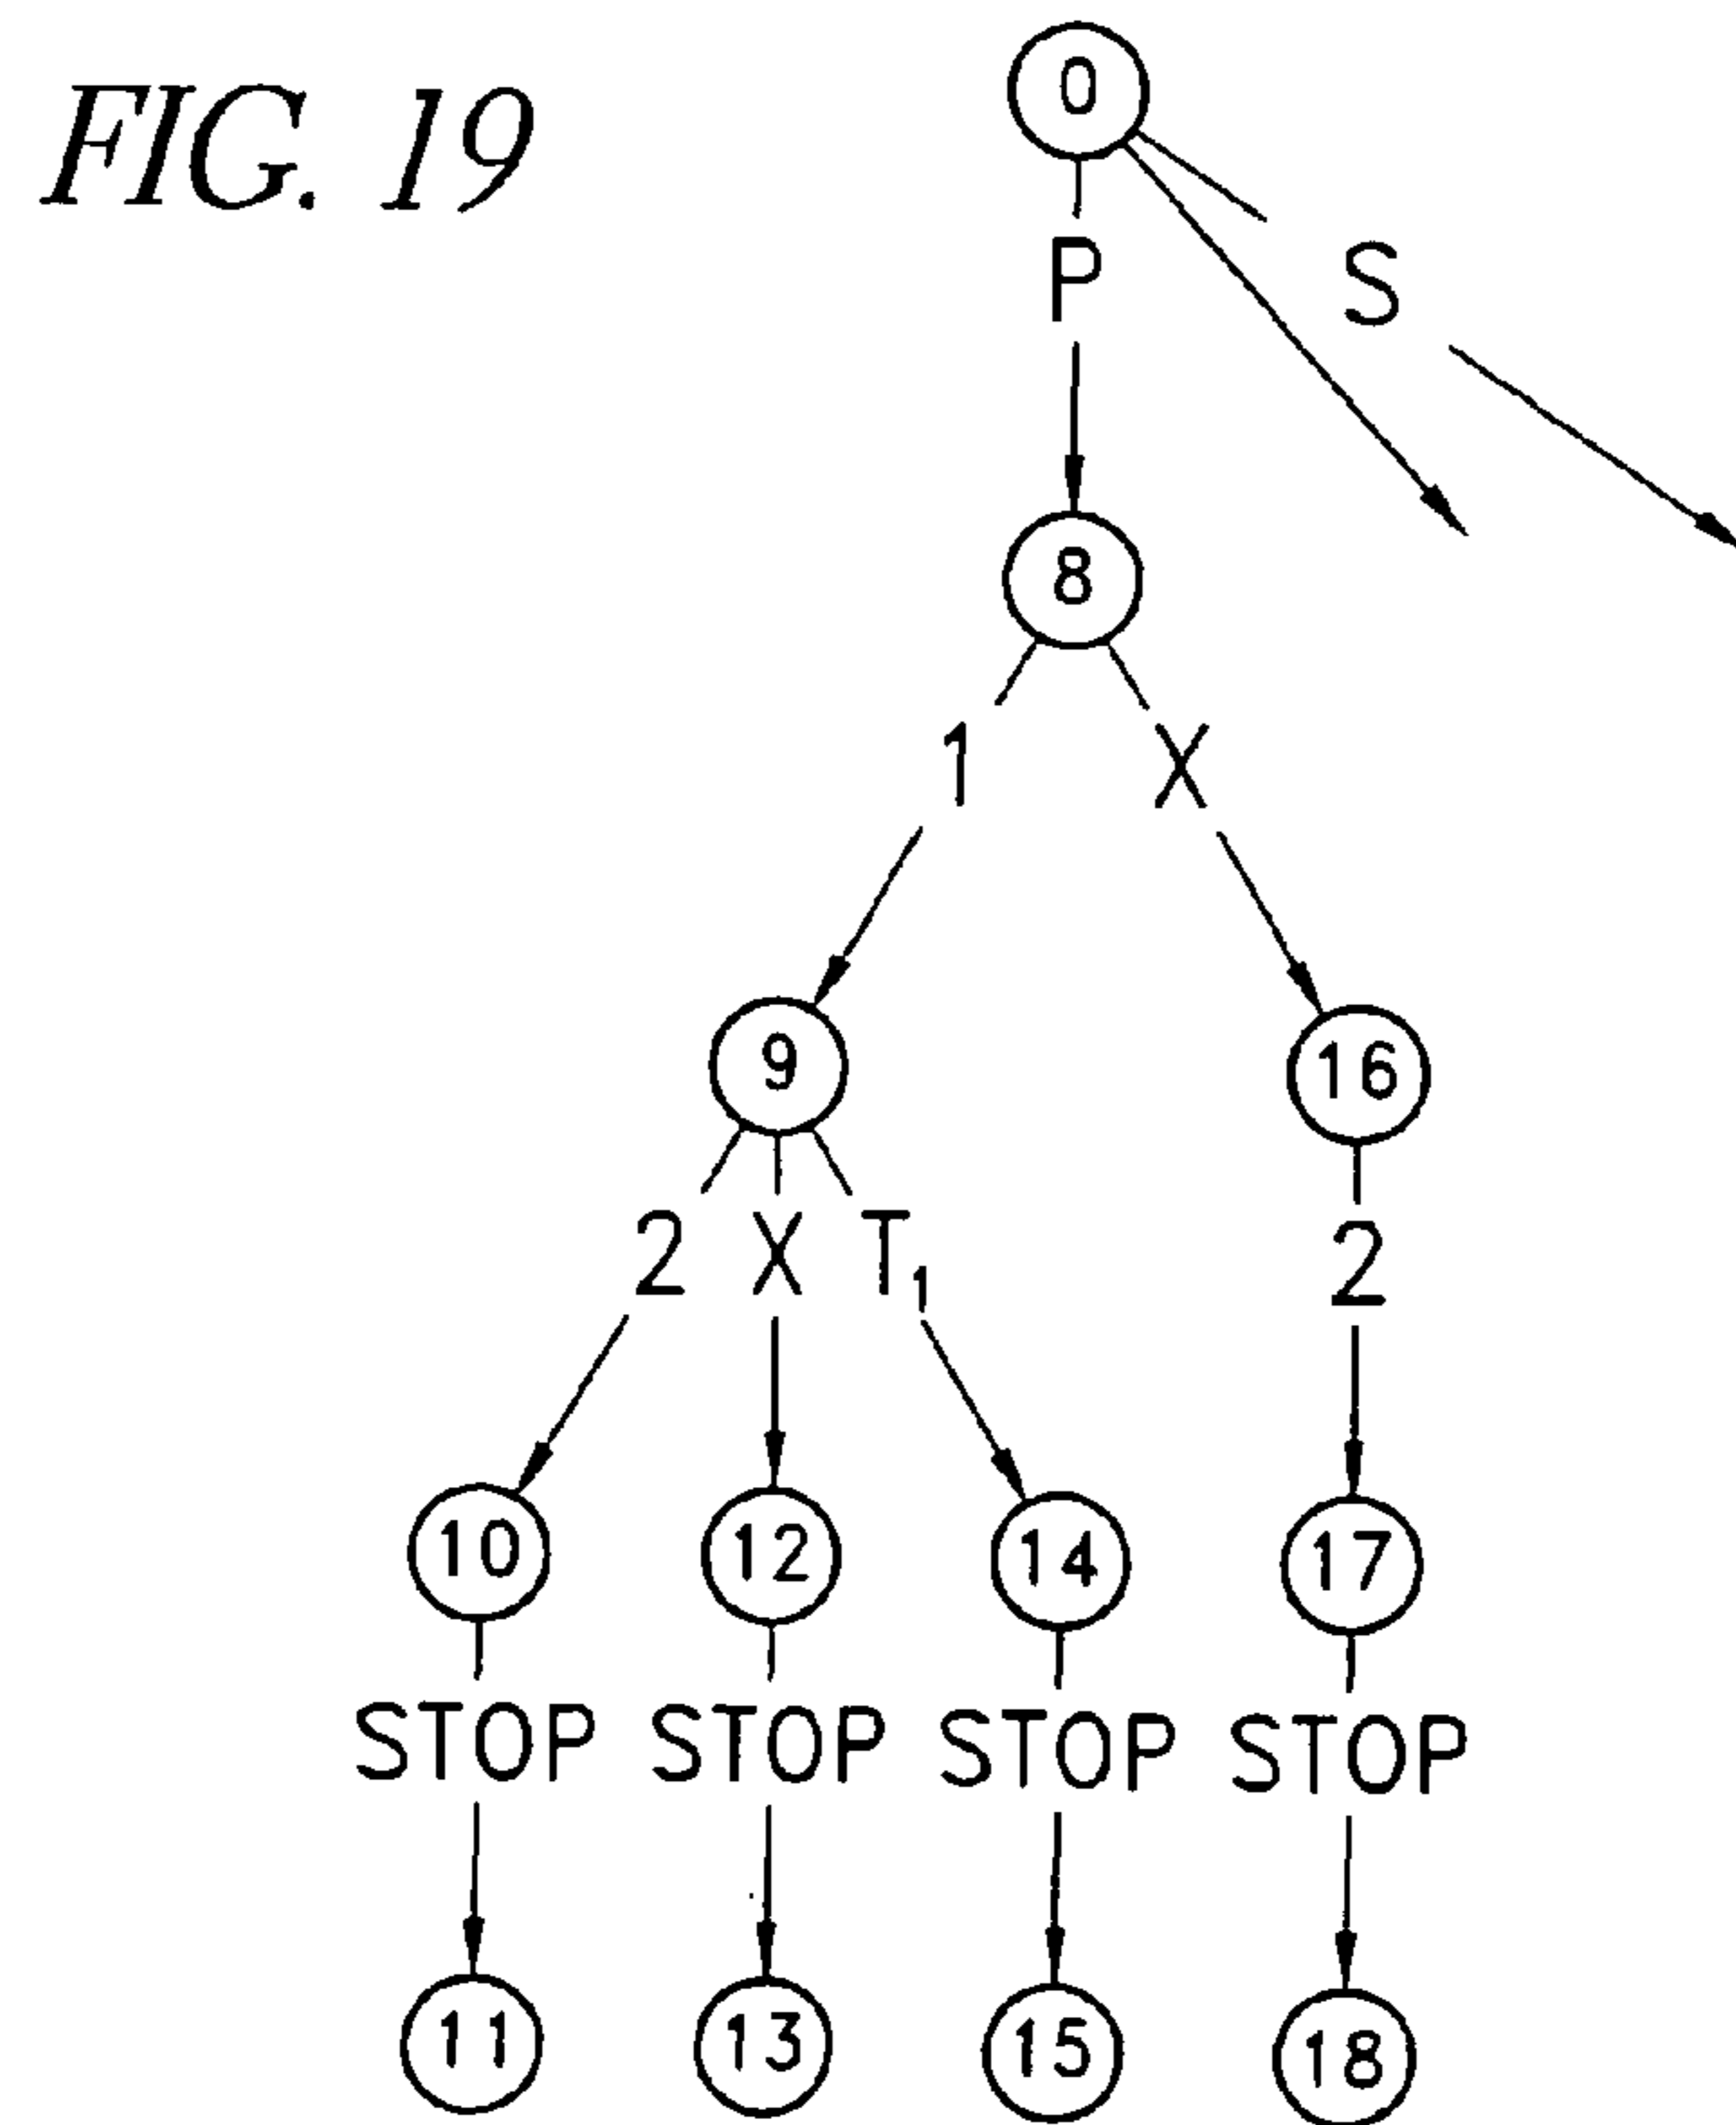 FIG. 19
0
P S
8
1 X
9 16
2 X T₁ 2
10 12 14 17
STOP STOP STOP STOP
11 13 15 18